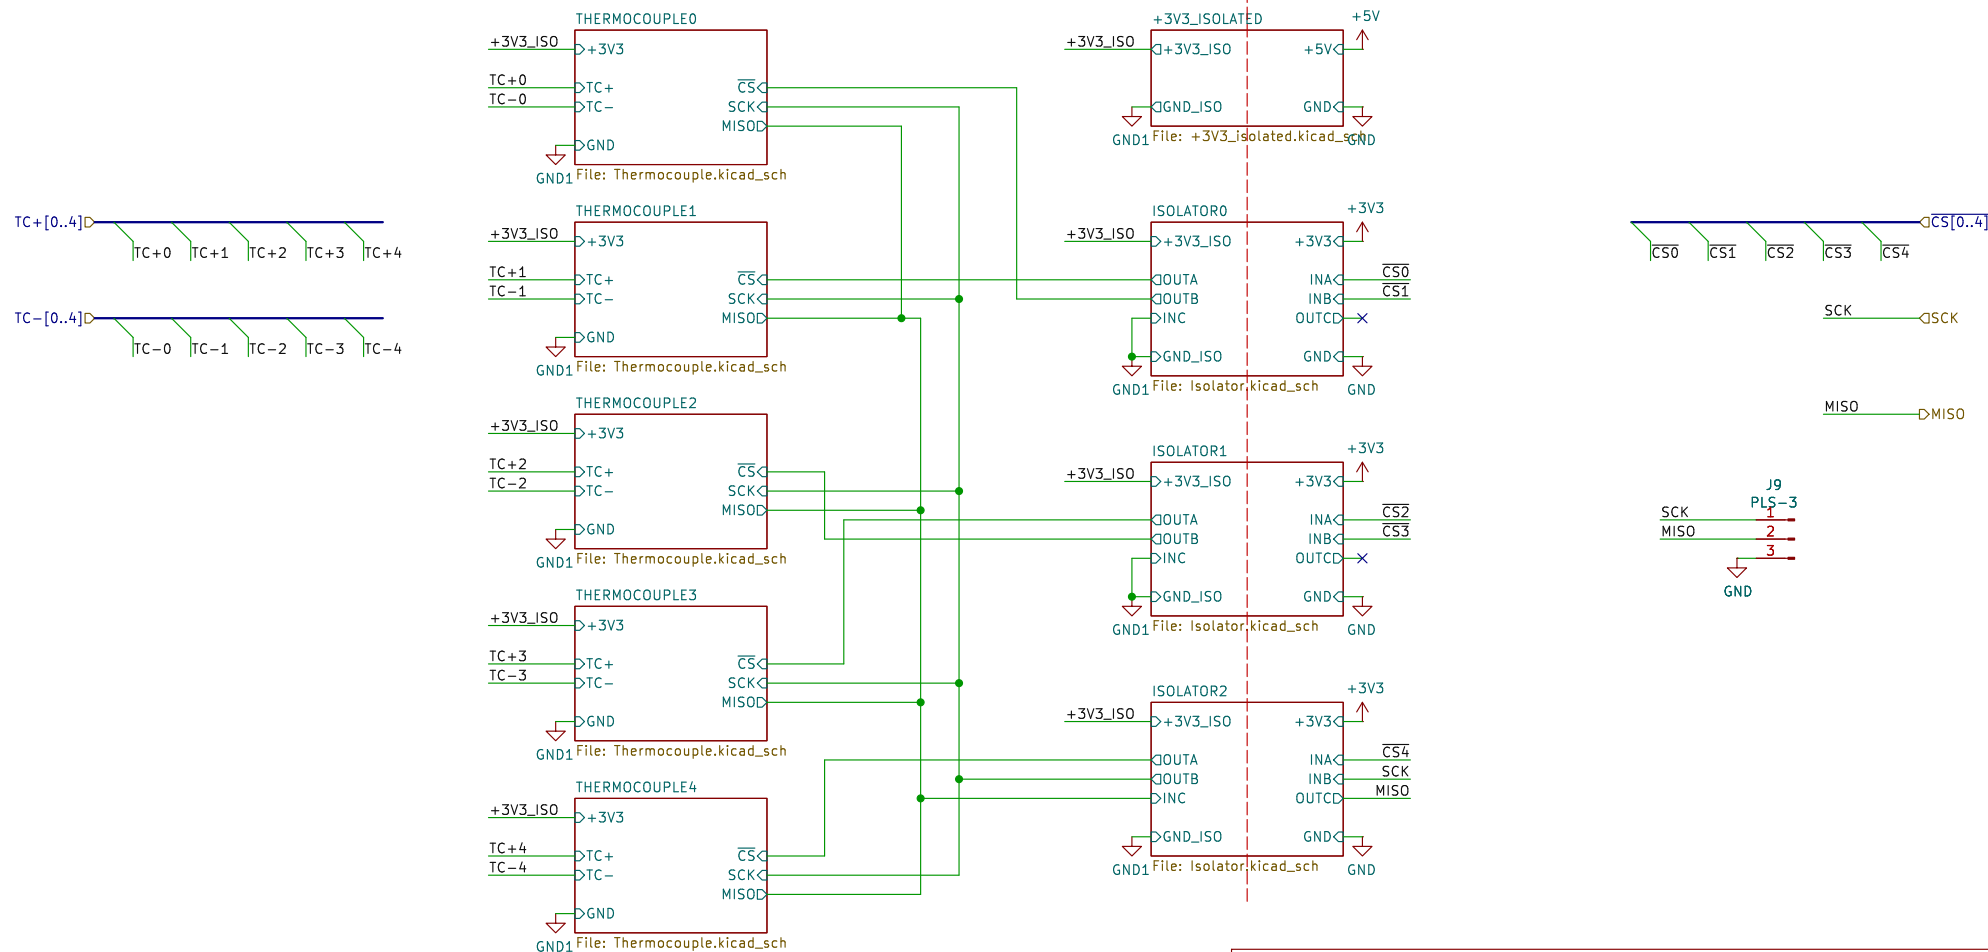 THERMOCOUPLE0
+3V3_ISO
+3V3
TC+0
TC+
TC-0
TC-
CS
SCK
MISO
GND
GND1
File: Thermocouple.kicad_sch
THERMOCOUPLE1
+3V3_ISO
+3V3
TC+1
TC+
TC-1
TC-
CS
SCK
MISO
GND
GND1
File: Thermocouple.kicad_sch
THERMOCOUPLE2
+3V3_ISO
+3V3
TC+2
TC+
TC-2
TC-
CS
SCK
MISO
GND
GND1
File: Thermocouple.kicad_sch
THERMOCOUPLE3
+3V3_ISO
+3V3
TC+3
TC+
TC-3
TC-
CS
SCK
MISO
GND
GND1
File: Thermocouple.kicad_sch
THERMOCOUPLE4
+3V3_ISO
+3V3
TC+4
TC+
TC-4
TC-
CS
SCK
MISO
GND
GND1
File: Thermocouple.kicad_sch
TC+[0..4]
TC+0
TC+1
TC+2
TC+3
TC+4
TC-[0..4]
TC-0
TC-1
TC-2
TC-3
TC-4
+3V3_ISOLATED
+5V
+3V3_ISO
+3V3_ISO
+5V
GND_ISO
GND
GND1
GND
File: +3V3_isolated.kicad_sch
ISOLATOR0
+3V3
+3V3_ISO
+3V3_ISO
+3V3
OUTA
INA
CS0
OUTB
INB
CS1
INC
OUTC
GND_ISO
GND
GND1
GND
File: Isolator.kicad_sch
ISOLATOR1
+3V3
+3V3_ISO
+3V3_ISO
+3V3
OUTA
INA
CS2
OUTB
INB
CS3
INC
OUTC
GND_ISO
GND
GND1
GND
File: Isolator.kicad_sch
ISOLATOR2
+3V3
+3V3_ISO
+3V3_ISO
+3V3
OUTA
INA
CS4
OUTB
INB
SCK
INC
OUTC
MISO
GND_ISO
GND
GND1
GND
File: Isolator.kicad_sch
CS[0..4]
CS0
CS1
CS2
CS3
CS4
SCK
SCK
MISO
MISO
J9
PLS-3
SCK
1
MISO
2
3
GND